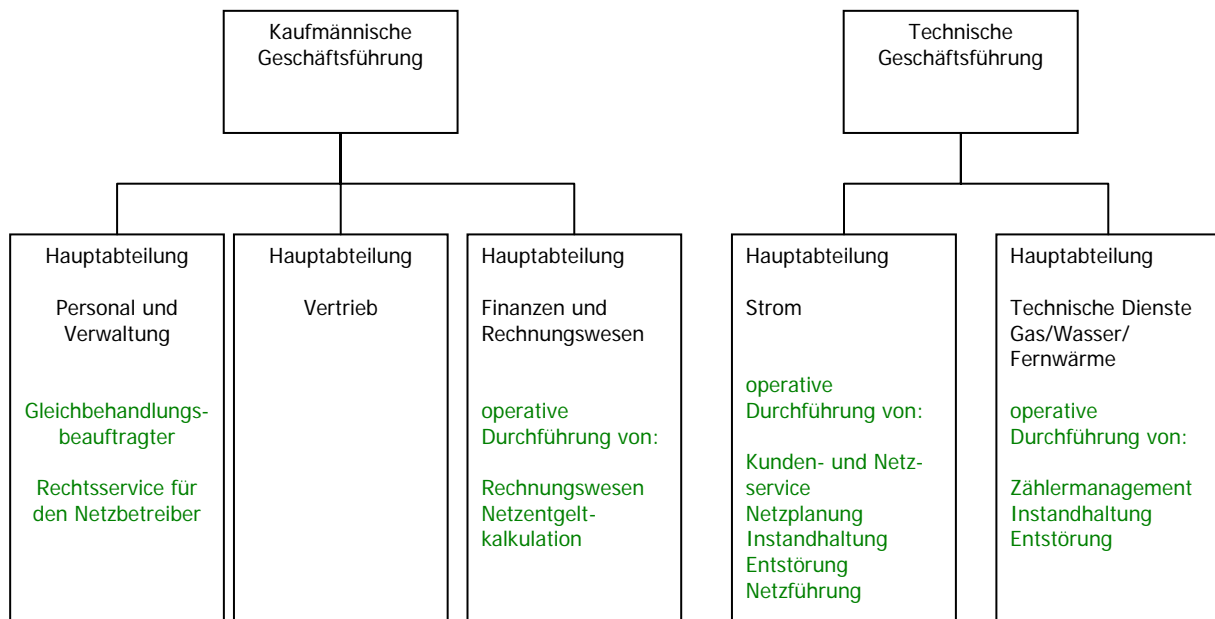 Kaufmännische
Geschäftsführung
Technische
Geschäftsführung
Hauptabteilung
Personal und
Verwaltung
Gleichbehandlungs-
beauftragter
Rechtsservice für
den Netzbetreiber
Hauptabteilung
Vertrieb
Hauptabteilung
Finanzen und
Rechnungswesen
operative
Durchführung von:
Rechnungswesen
Netzentgelt-
kalkulation
Hauptabteilung
Strom
operative
Durchführung von:
Kunden- und Netz-
service
Netzplanung
Instandhaltung
Entstörung
Netzführung
Hauptabteilung
Technische Dienste
Gas/Wasser/
Fernwärme
operative
Durchführung von:
Zählermanagement
Instandhaltung
Entstörung